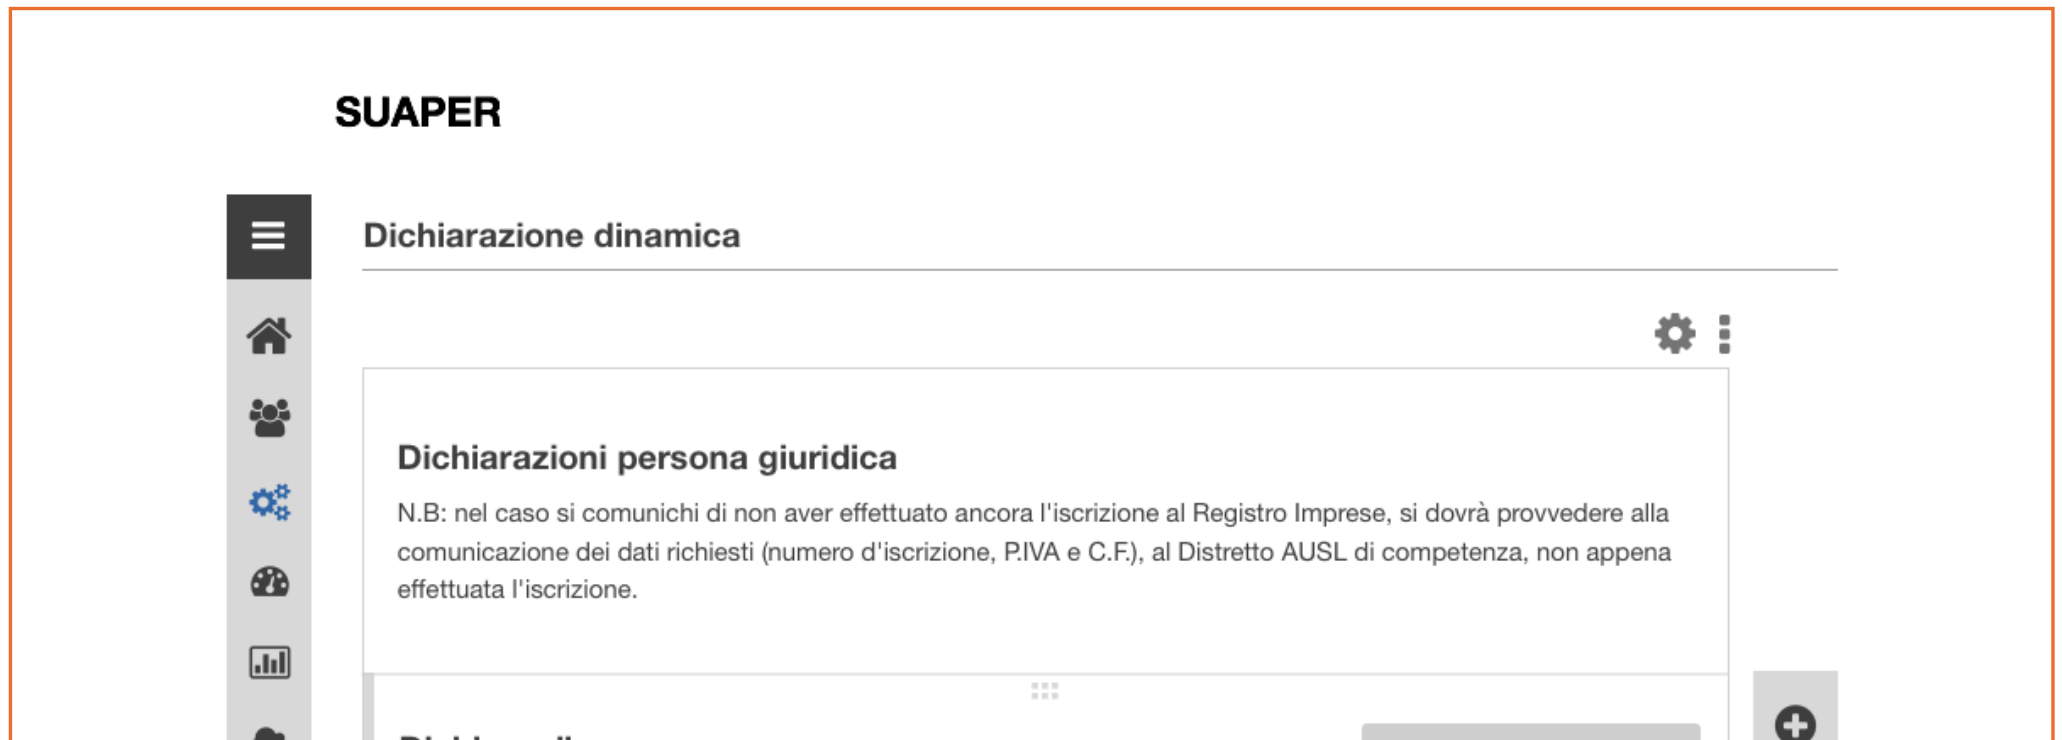 SUAPER
Dichiarazione dinamica
Dichiarazioni persona giuridica
N.B: nel caso si comunichi di non aver effettuato ancora l'iscrizione al Registro Imprese, si dovrà provvedere alla
comunicazione dei dati richiesti (numero d'iscrizione, P.IVA e C.F.), al Distretto AUSL di competenza, non appena
effettuata l'iscrizione.